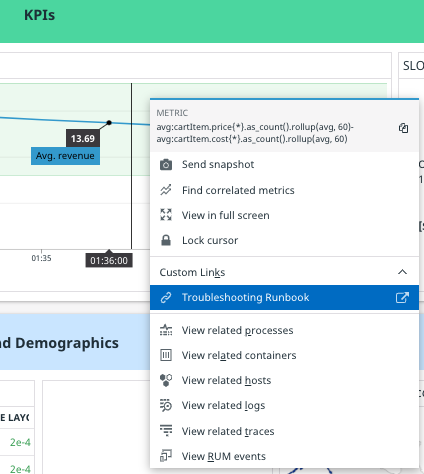 KPIs
SLO
METRIC
avg:cartItem.price{*}.as_count().rollup(avg, 60)-
avg:cartItem.cost{*}.as_count().rollup(avg, 60)
13.69
Avg. revenue
Send snapshot
Find correlated metrics
View in full screen
Lock cursor
01:35
01:36:00
Custom Links
Troubleshooting Runbook
View related processes
nd Demographics
View related containers
View related hosts
View related logs
E LAYO
View related traces
2e-4
View RUM events
2e-4